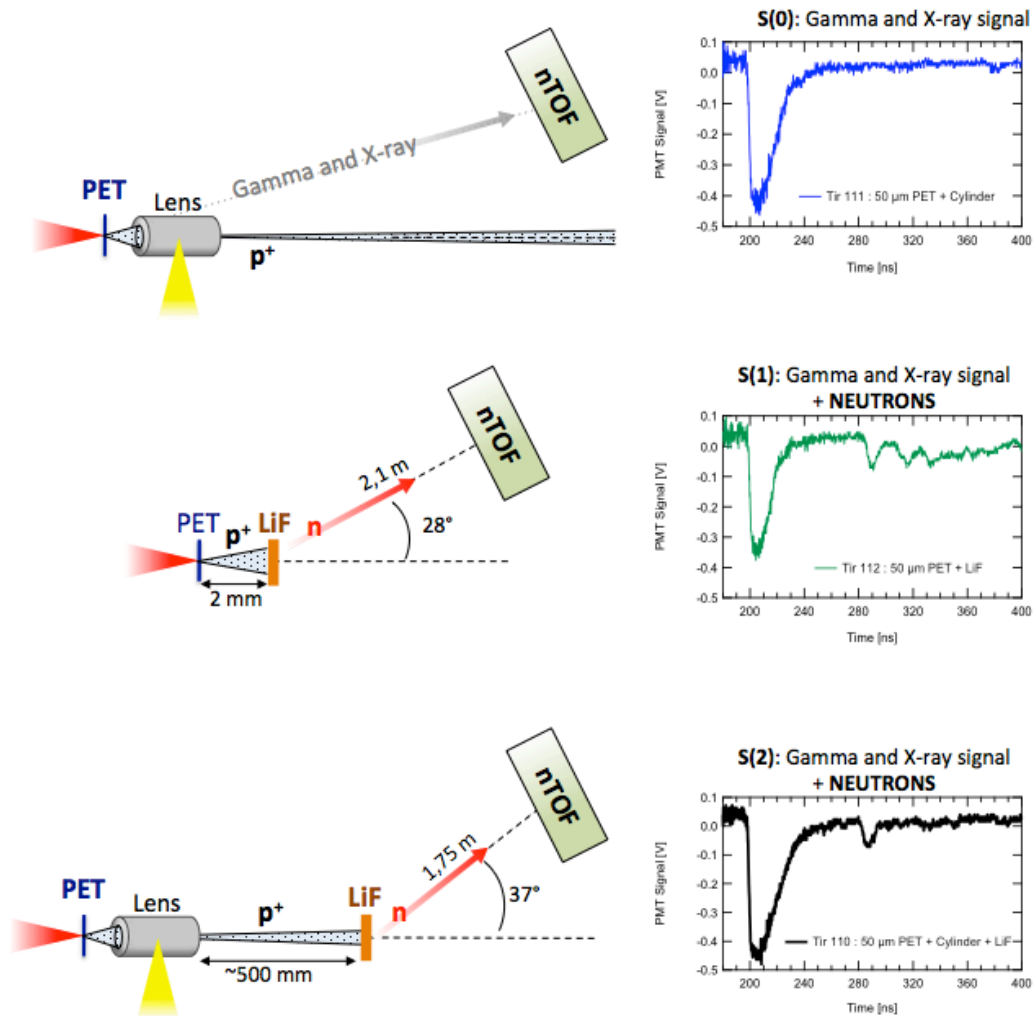 S(0): Gamma and X-ray signal
nTOF
Gamma and X-ray
PET
Lens
p+
PMT Signal [V]
0.1
0.0
-0.1
-0.2
-0.3
-0.4
-0.5
Tir 111 : 50 µm PET + Cylinder
200 240 280 320 360 400
Time [ns]
S(1): Gamma and X-ray signal
+ NEUTRONS
nTOF
2,1 m
PET
p+
LiF
n
28°
2 mm
PMT Signal [V]
0.1
0.0
-0.1
-0.2
-0.3
-0.4
-0.5
Tir 112 : 50 µm PET + LiF
200 240 280 320 360 400
Time [ns]
S(2): Gamma and X-ray signal
+ NEUTRONS
nTOF
1,75 m
PET
Lens
p+
LiF
n
37°
~500 mm
PMT Signal [V]
0.1
0.0
-0.1
-0.2
-0.3
-0.4
-0.5
Tir 110 : 50 µm PET + Cylinder + LiF
200 240 280 320 360 400
Time [ns]